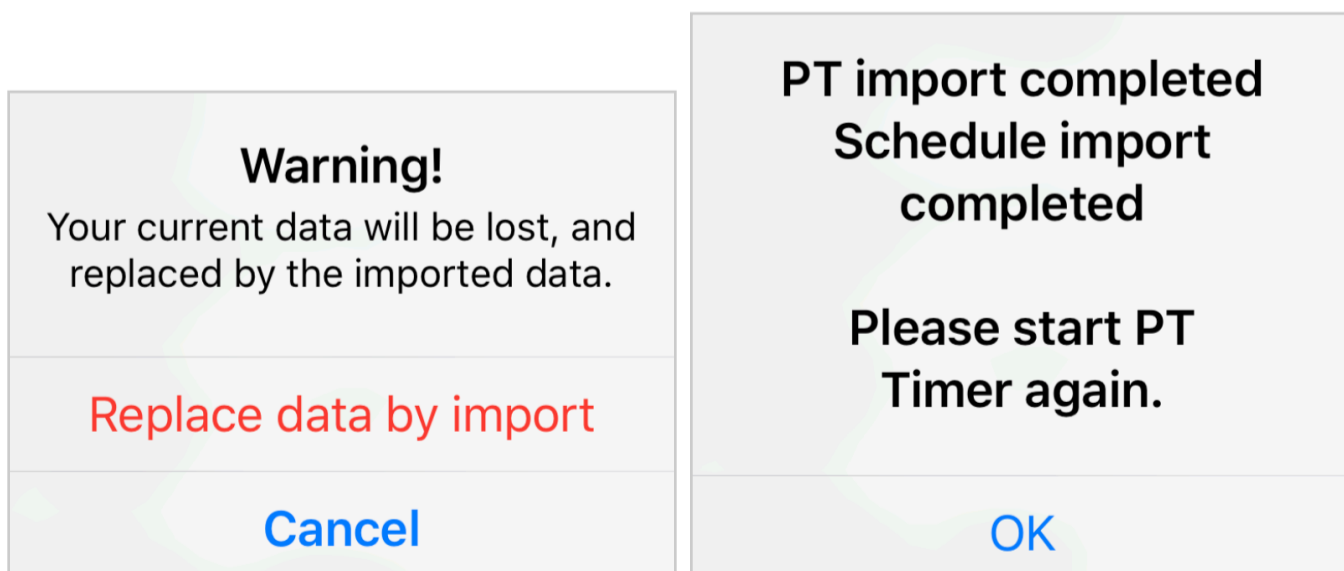 Warning!
Your current data will be lost, and
replaced by the imported data.
Replace data by import
Cancel
PT import completed
Schedule import
completed
Please start PT
Timer again.
OK